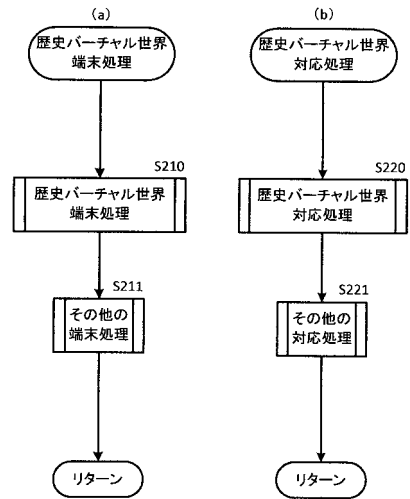 (a)
歴史バーチャル世界
端末処理
S210
歴史バーチャル世界
端末処理
S211
その他の
端末処理
リターン
(b)
歴史バーチャル世界
対応処理
S220
歴史バーチャル世界
対応処理
S221
その他の
対応処理
リターン